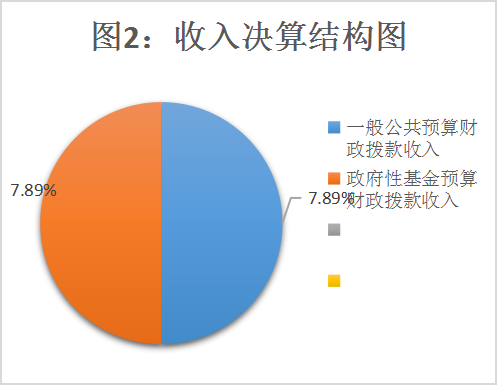 图2：收入决算结构图
7.89%
7.89%
一般公共预算财
政拨款收入
政府性基金预算
财政拨款收入